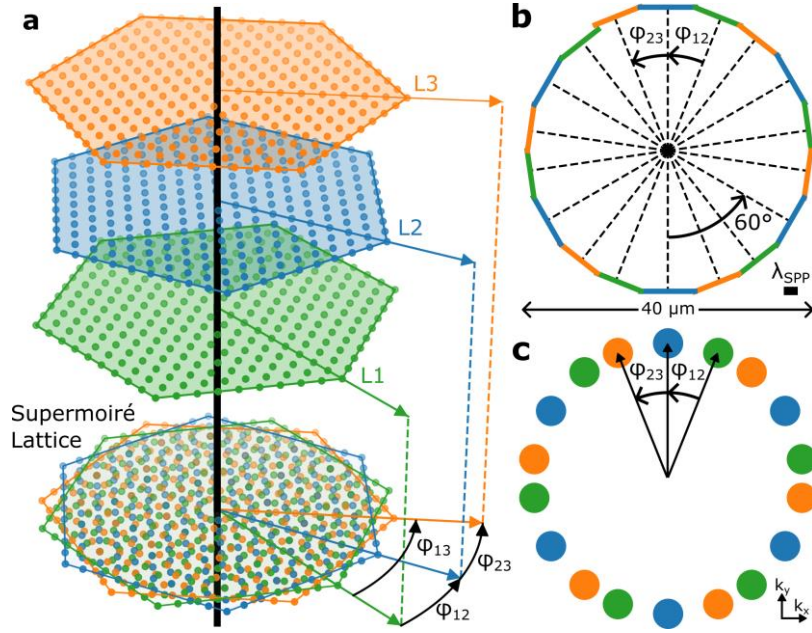 a
L3
L2
L1
Supermoiré
Lattice
φ13
φ23
φ12
b
φ23
φ12
60°
λSPP
40 μm
c
φ23
φ12
ky
kx